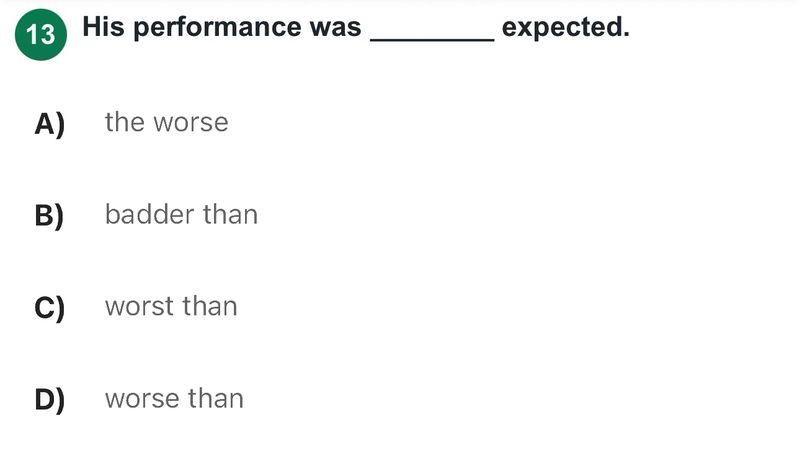 13 His performance was ________ expected.
A) the worse
B) badder than
C) worst than
D) worse than